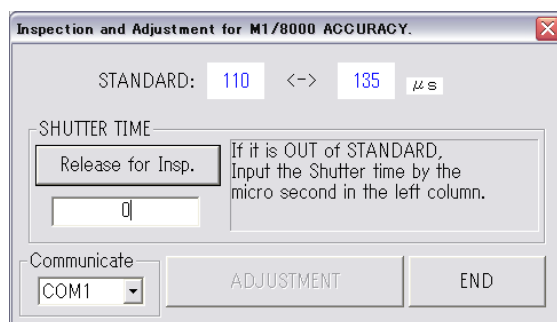 Inspection and Adjustment for M1/8000 ACCURACY.
STANDARD: 110 <-> 135 μs
SHUTTER TIME
Release for Insp.
0
If it is OUT of STANDARD,
Input the Shutter time by the
micro second in the left column.
Communicate
COM1
ADJUSTMENT
END